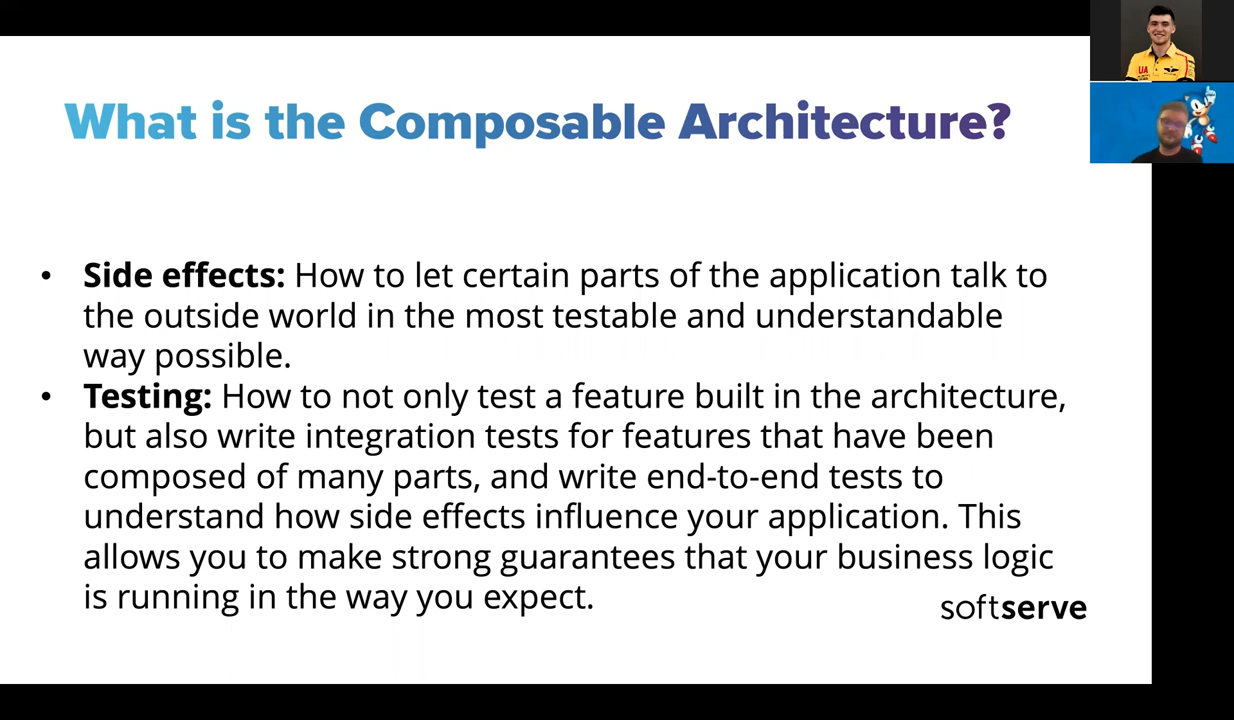 What is the Composable Architecture?
• Side effects: How to let certain parts of the application talk to
the outside world in the most testable and understandable
way possible.
• Testing: How to not only test a feature built in the architecture,
but also write integration tests for features that have been
composed of many parts, and write end-to-end tests to
understand how side effects influence your application. This
allows you to make strong guarantees that your business logic
is running in the way you expect.
softserve
UA